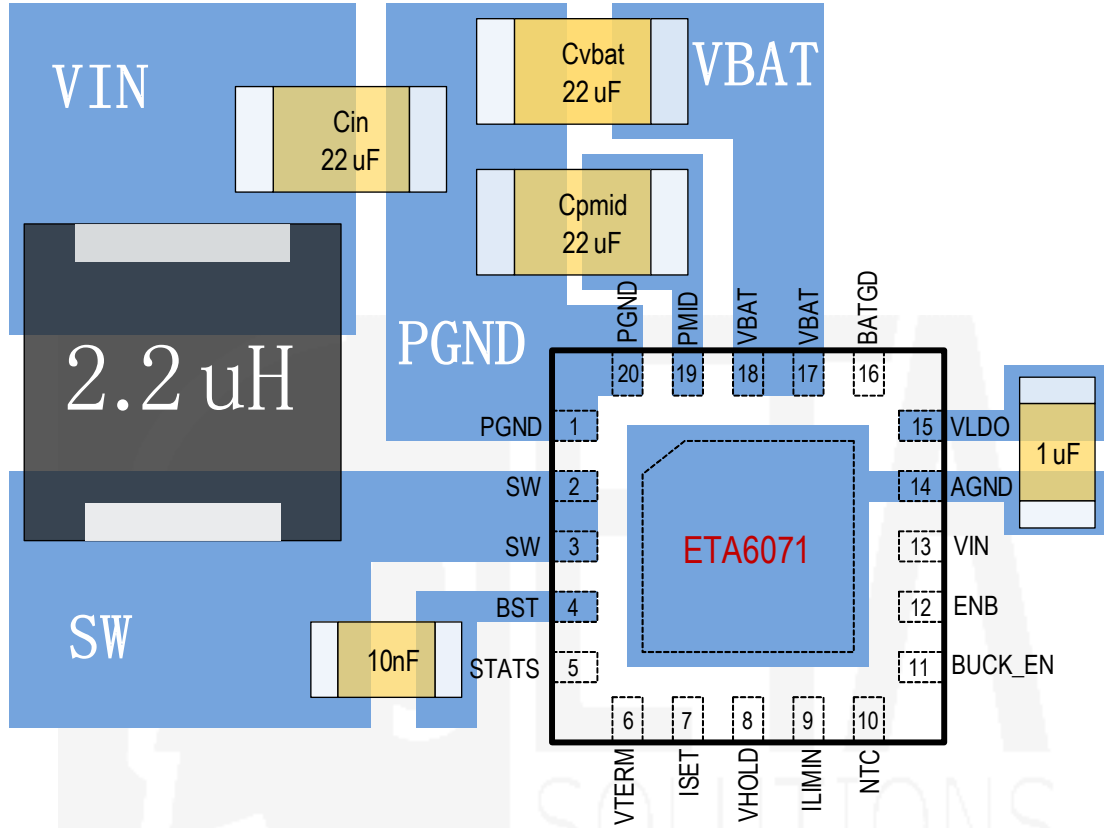 VIN
Cin
22 uF
Cvbat
22 uF
VBAT
Cpmid
22 uF
2.2 uH
PGND
PGND
PMID
VBAT
VBAT
BATGD
20
19
18
17
16
PGND 1
SW 2
SW 3
BST 4
STATS 5
ETA6071
15 VLDO
14 AGND
13 VIN
12 ENB
11 BUCK_EN
1 uF
SW
10nF
6
7
8
9
10
VTERM
ISET
VHOLD
ILIMIN
NTC
ETA
SOLUTIONS